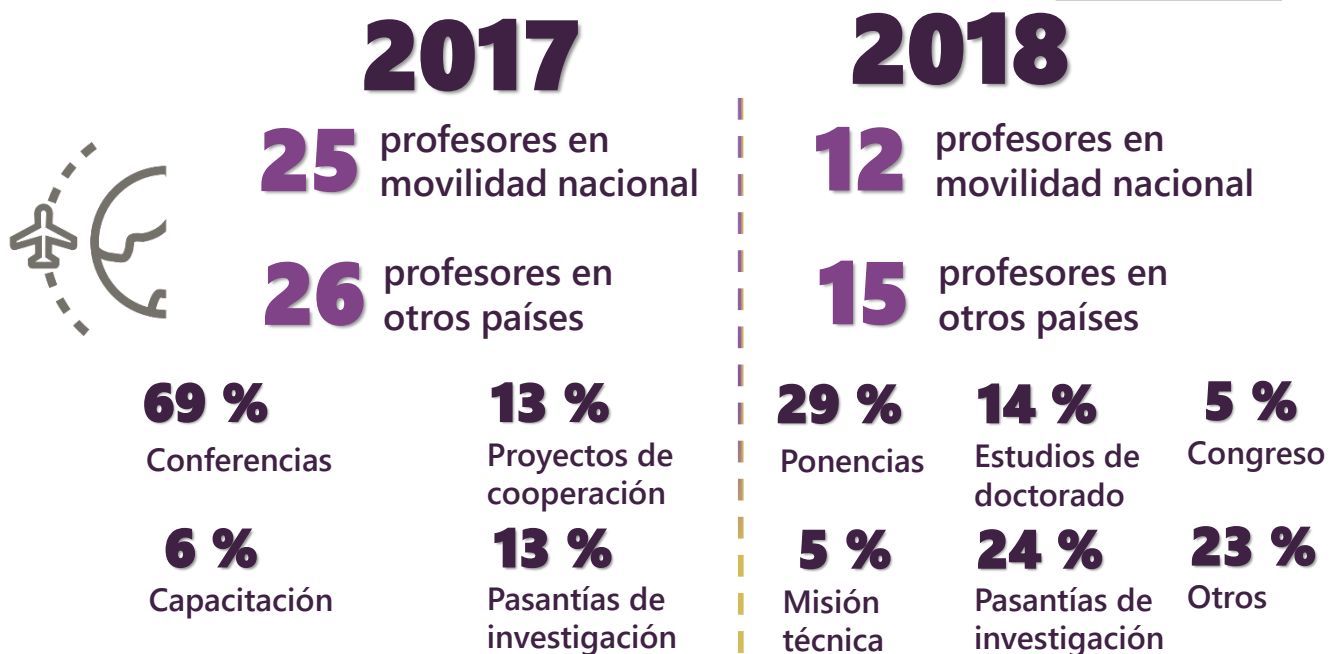 2017
25
profesores en
movilidad nacional
26
profesores en
otros países
69 %
Conferencias
13 %
Proyectos de
cooperación
6 %
Capacitación
13 %
Pasantías de
investigación
2018
12
profesores en
movilidad nacional
15
profesores en
otros países
29 %
Ponencias
14 %
Estudios de
doctorado
5 %
Congreso
5 %
Misión
técnica
24 %
Pasantías de
investigación
23 %
Otros